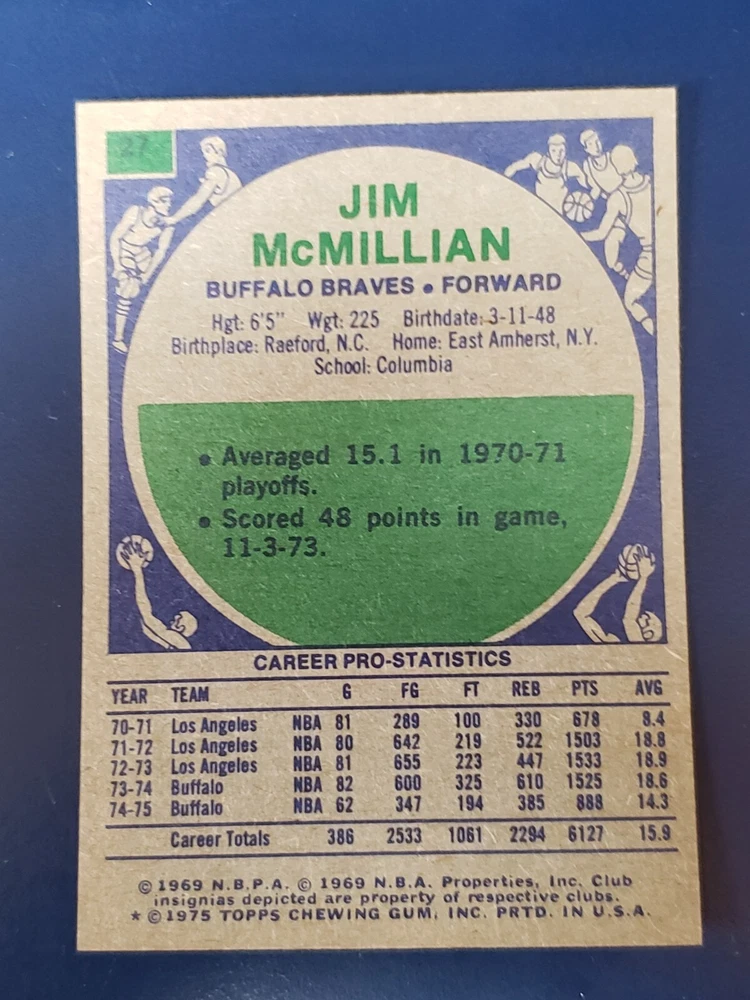 27
JIM
McMILLIAN
BUFFALO BRAVES • FORWARD
Hgt: 6'5" Wgt: 225 Birthdate: 3-11-48
Birthplace: Raeford, N.C. Home: East Amherst, N.Y.
School: Columbia
• Averaged 15.1 in 1970-71
playoffs.
• Scored 48 points in game,
11-3-73.
CAREER PRO-STATISTICS
YEAR TEAM G FG FT REB PTS AVG
70-71 Los Angeles NBA 81 289 100 330 678 8.4
71-72 Los Angeles NBA 80 642 219 522 1503 18.8
72-73 Los Angeles NBA 81 655 223 447 1533 18.9
73-74 Buffalo NBA 82 600 325 610 1525 18.6
74-75 Buffalo NBA 62 347 194 385 888 14.3
Career Totals 386 2533 1061 2294 6127 15.9
© 1969 N.B.P.A. © 1969 N.B.A. Properties, Inc. Club
insignias depicted are property of respective clubs.
* © 1975 TOPPS CHEWING GUM, INC. PRTD. IN U.S.A.